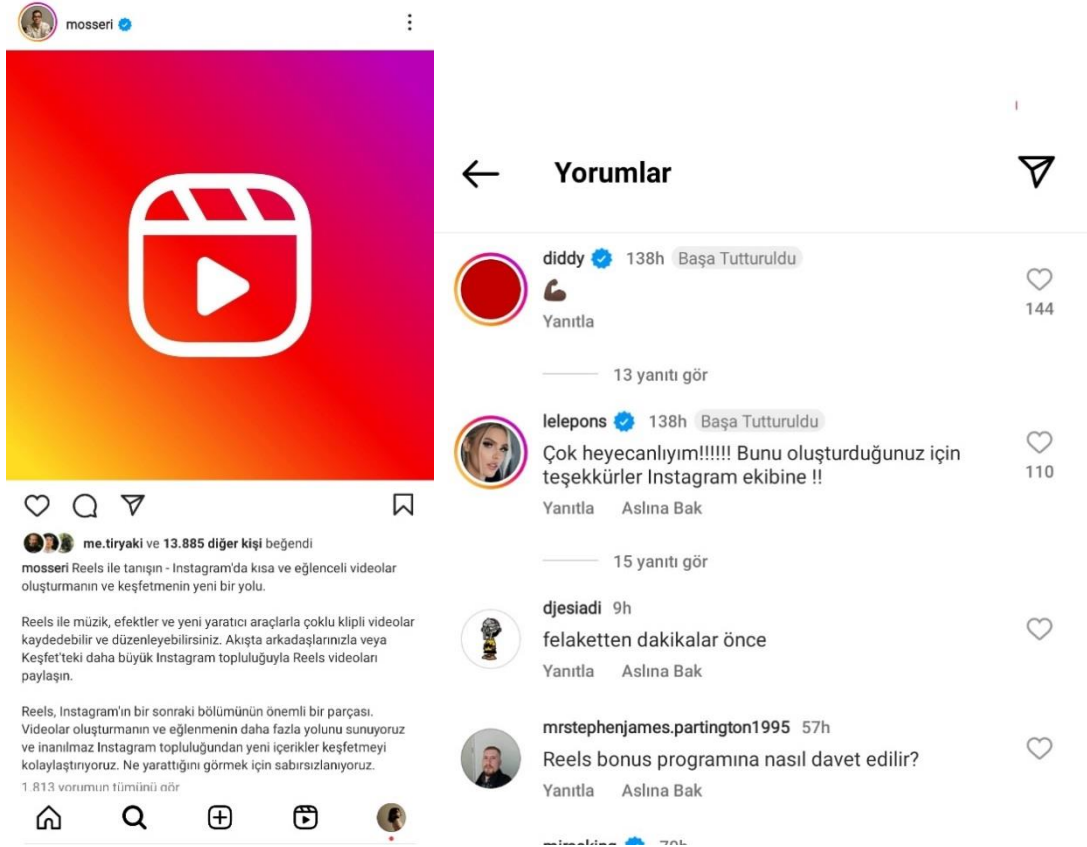 mosseri
me.tiryaki ve 13.885 diğer kişi beğendi
mosseri Reels ile tanışın - Instagram'da kısa ve eğlenceli videolar
oluşturmanın ve keşfetmenin yeni bir yolu.
Reels ile müzik, efektler ve yeni yaratıcı araçlarla çoklu klipli videolar
kaydedebilir ve düzenleyebilirsiniz. Akışta arkadaşlarınızla veya
Keşfet'teki daha büyük Instagram topluluğuyla Reels videoları
paylaşın.
Reels, Instagram'ın bir sonraki bölümünün önemli bir parçası.
Videolar oluşturmanın ve eğlenmenin daha fazla yolunu sunuyoruz
ve inanılmaz Instagram topluluğundan yeni içerikler keşfetmeyi
kolaylaştırıyoruz. Ne yarattığını görmek için sabırsızlanıyoruz.
1.813 yorumun tümünü gör
Yorumlar
diddy 138h Başa Tutturuldu
144
Yanıtla
13 yanıtı gör
lelepons 138h Başa Tutturuldu
Çok heyecanlıyım!!!!!! Bunu oluşturduğunuz için
teşekkürler Instagram ekibine !!
110
Yanıtla Aslına Bak
15 yanıtı gör
djesiadi 9h
felaketten dakikalar önce
Yanıtla Aslına Bak
mrstephenjames.partington1995 57h
Reels bonus programına nasıl davet edilir?
Yanıtla Aslına Bak